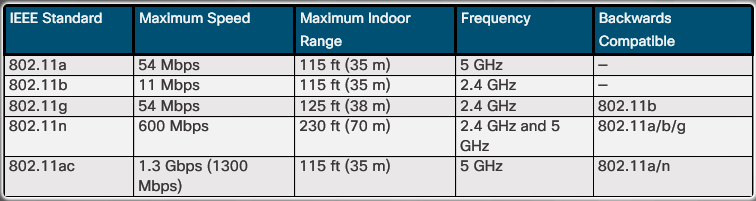 IEEE Standard Maximum Speed Maximum Indoor Range Frequency Backwards Compatible
802.11a 54 Mbps 115 ft (35 m) 5 GHz –
802.11b 11 Mbps 115 ft (35 m) 2.4 GHz –
802.11g 54 Mbps 125 ft (38 m) 2.4 GHz 802.11b
802.11n 600 Mbps 230 ft (70 m) 2.4 GHz and 5 GHz 802.11a/b/g
802.11ac 1.3 Gbps (1300 Mbps) 115 ft (35 m) 5 GHz 802.11a/n